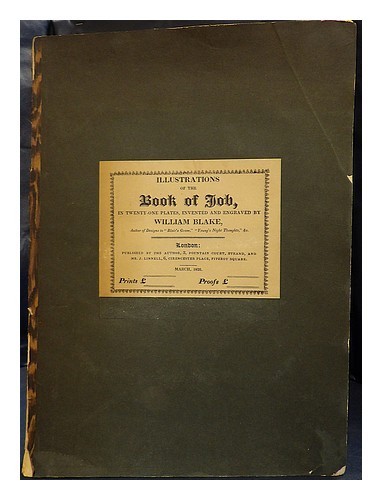 ILLUSTRATIONS
OF THE
Book of Job,
IN TWENTY-ONE PLATES, INVENTED AND ENGRAVED BY
WILLIAM BLAKE,
Author of Designs to "Blair's Grave," "Young's Night Thoughts," &c.
London:
PUBLISHED BY THE AUTHOR, 3, FOUNTAIN COURT, STRAND, AND
MR. J. LINNELL, 6, CIRENCESTER PLACE, FITZROY SQUARE.
MARCH, 1826.
Prints £ Proofs £